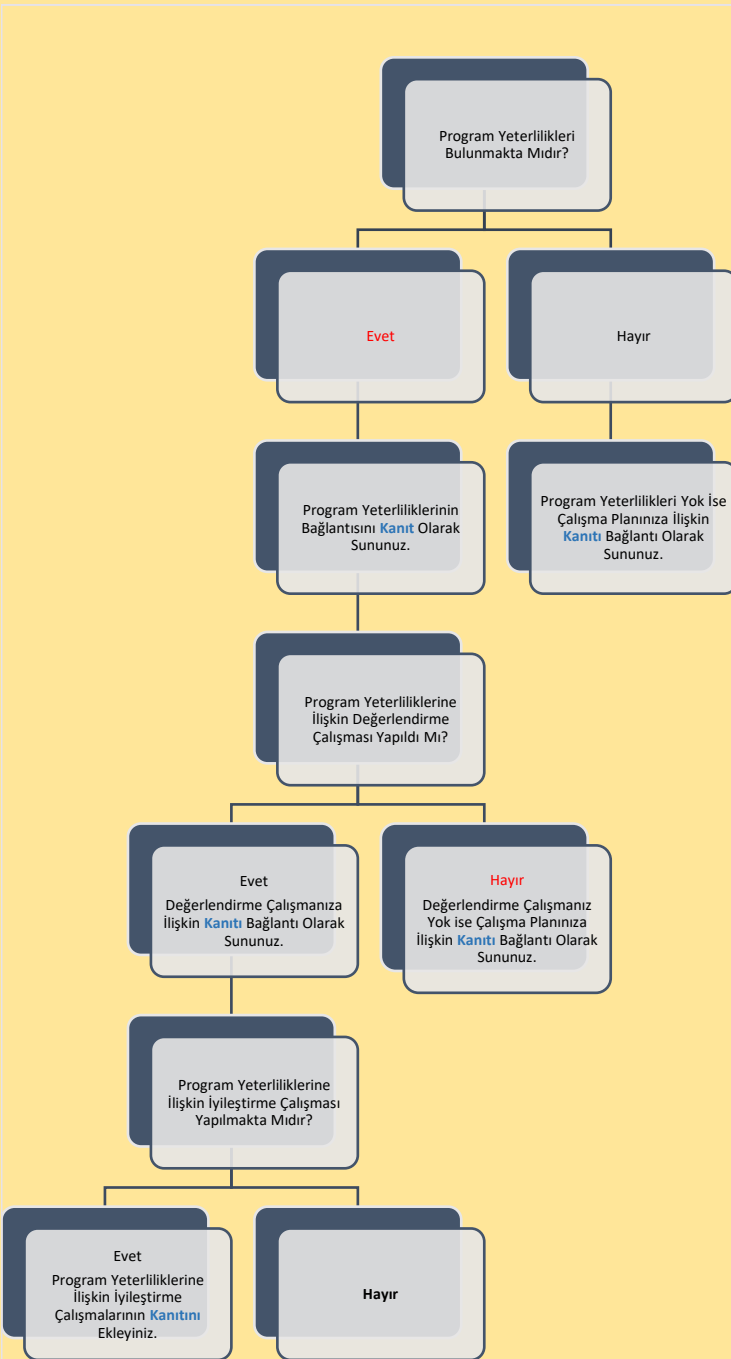 Program Yeterlilikleri
Bulunmakta Mıdır?
Evet
Hayır
Program Yeterliliklerinin
Bağlantısını Kanıt Olarak
Sununuz.
Program Yeterlilikleri Yok İse
Çalışma Planınıza İlişkin
Kanıtı Bağlantı Olarak
Sununuz.
Program Yeterliliklerine
İlişkin Değerlendirme
Çalışması Yapıldı Mı?
Evet
Değerlendirme Çalışmanıza
İlişkin Kanıtı Bağlantı Olarak
Sununuz.
Hayır
Değerlendirme Çalışmanız
Yok ise Çalışma Planınıza
İlişkin Kanıtı Bağlantı Olarak
Sununuz.
Program Yeterliliklerine
İlişkin İyileştirme Çalışması
Yapılmakta Mıdır?
Evet
Program Yeterliliklerine
İlişkin İyileştirme
Çalışmalarının Kanıtını
Ekleyiniz.
Hayır